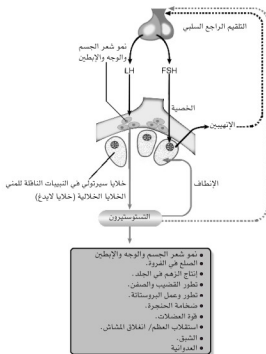 التلقيم الراجع السلبي
نمو شعر الجسم
والوجه والإبطين
LH
FSH
الخصية
الإنهيبين
خلايا سيرتولي في النبيبات الناقلة للمني
الخلايا الخلالية (خلايا لايدغ)
الإنطاف
التستوستيرون
• نمو شعر الجسم والوجه والإبطين
• الصلع في الفروة.
• إنتاج الزهم في الجلد.
• تطور القضيب والصفن.
• تطور وعمل البروستاتة.
• ضخامة الحنجرة.
• قوة العضلات.
• استقلاب العظم/ انغلاق المشاش.
• الشبق.
• العدوانية